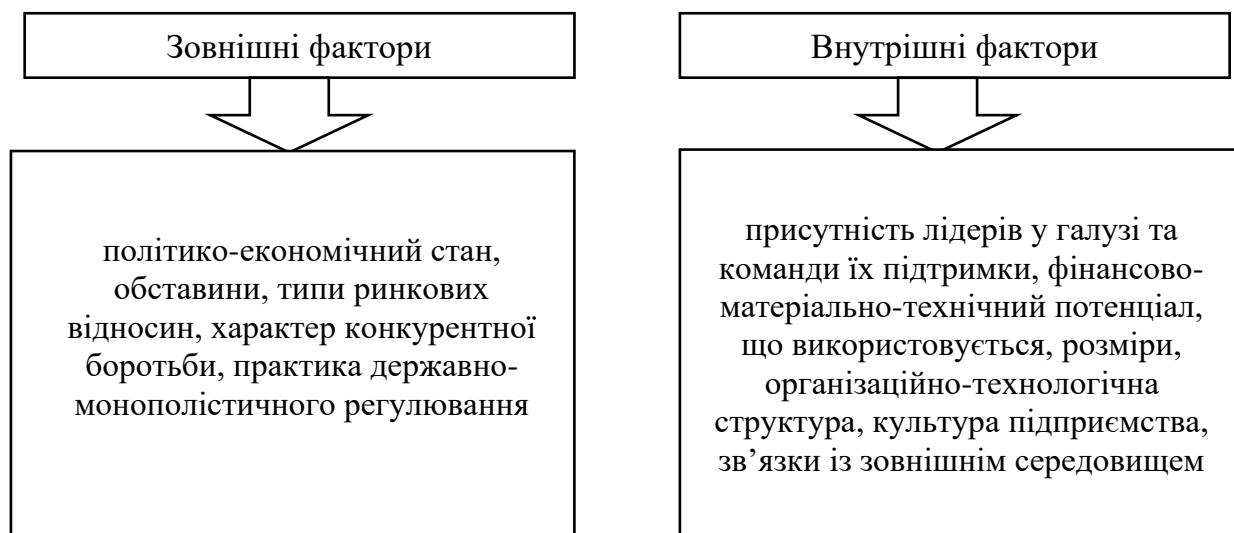 Зовнішні фактори
політико-економічний стан,
обставини, типи ринкових
відносин, характер конкурентної
боротьби, практика державно-
монополістичного регулювання
Внутрішні фактори
присутність лідерів у галузі та
команди їх підтримки, фінансово-
матеріально-технічний потенціал,
що використовується, розміри,
організаційно-технологічна
структура, культура підприємства,
зв’язки із зовнішнім середовищем